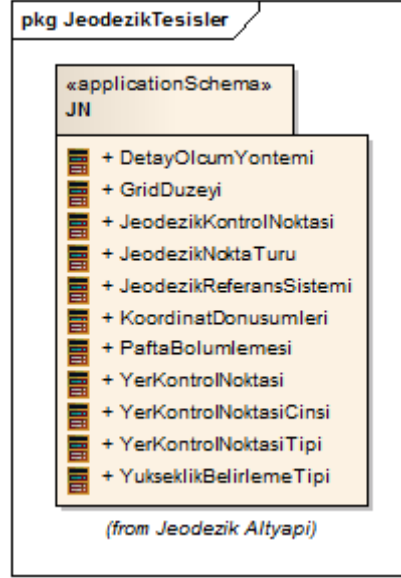 pkg JeodezikTesisler
«applicationSchema»
JN
+ DetayOlcumYontemi
+ GridDuzeyi
+ JeodezikKontrolNoktasi
+ JeodezikNoktaTuru
+ JeodezikReferansSistemi
+ KoordinatDonusumleri
+ PaftaBolumlemesi
+ YerKontrolNoktasi
+ YerKontrolNoktasiCinsi
+ YerKontrolNoktasiTipi
+ YukseklikBelirlemeTipi
(from Jeodezik Altyapi)